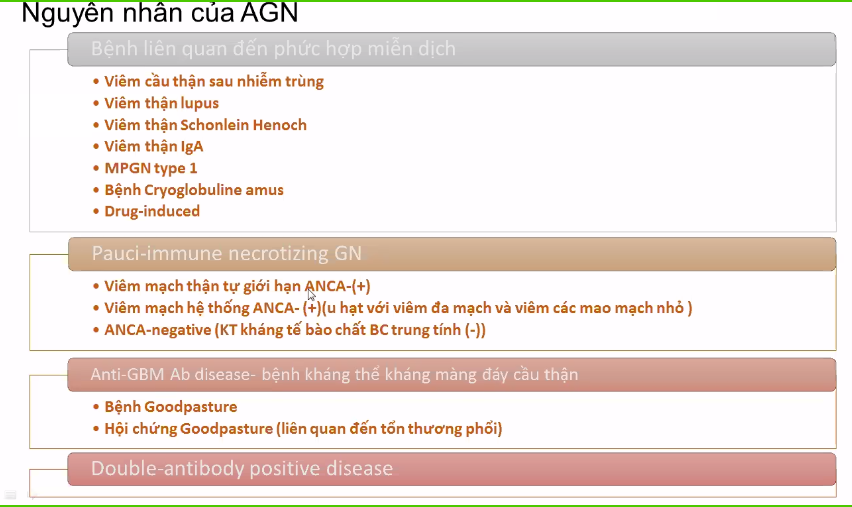 Nguyên nhân của AGN
Bệnh liên quan đến phức hợp miễn dịch
• Viêm cầu thận sau nhiễm trùng
• Viêm thận lupus
• Viêm thận Schonlein Henoch
• Viêm thận IgA
• MPGN type 1
• Bệnh Cryoglobuline amus
• Drug-induced
Pauci-immune necrotizing GN
• Viêm mạch thận tự giới hạn ANCA-(+)
• Viêm mạch hệ thống ANCA- (+)(u hạt với viêm đa mạch và viêm các mao mạch nhỏ )
• ANCA-negative (KT kháng tế bào chất BC trung tính (-))
Anti-GBM Ab disease- bệnh kháng thể kháng màng đáy cầu thận
• Bệnh Goodpasture
• Hội chứng Goodpasture (liên quan đến tổn thương phổi)
Double-antibody positive disease